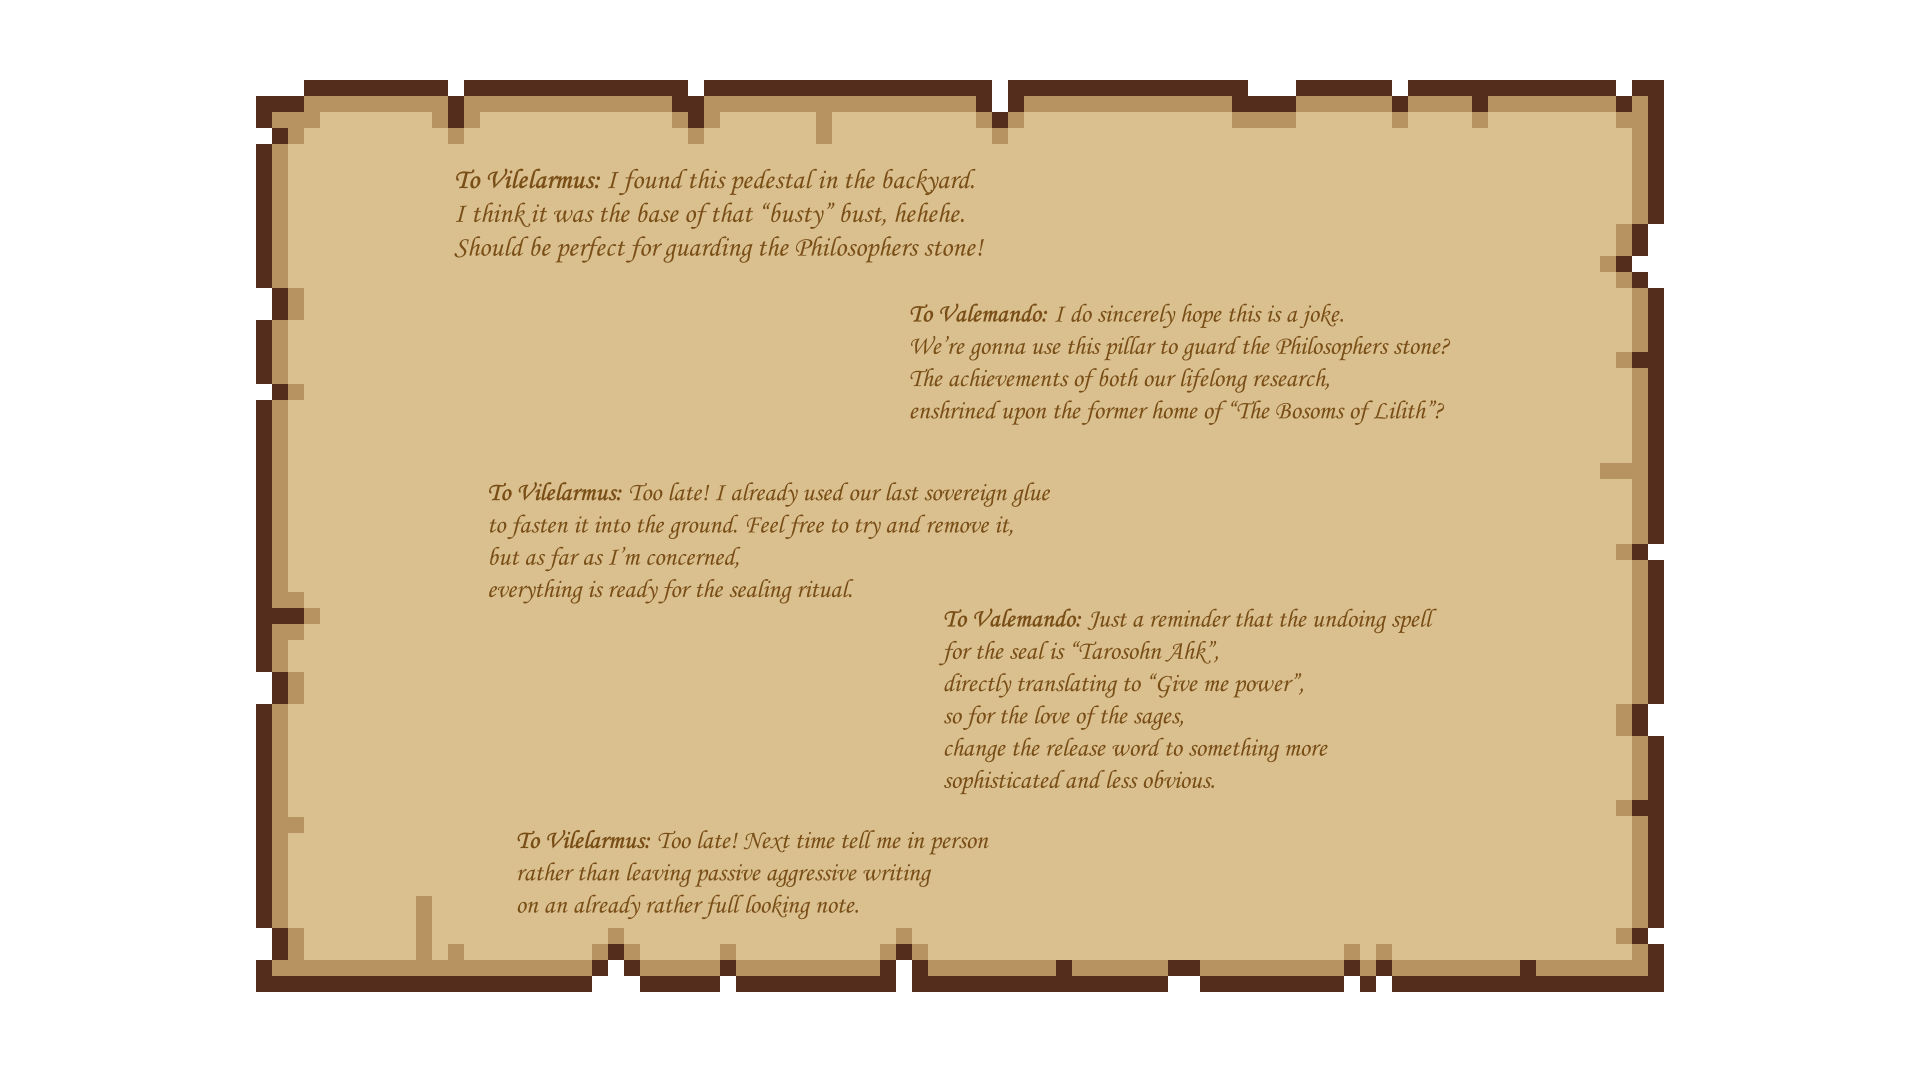 To Vilelarmus: I found this pedestal in the backyard.
I think it was the base of that “busty” bust, hehehe.
Should be perfect for guarding the Philosophers stone!
To Valemando: I do sincerely hope this is a joke.
We’re gonna use this pillar to guard the Philosophers stone?
The achievements of both our lifelong research,
enshrined upon the former home of “The Bosoms of Lilith”?
To Vilelarmus: Too late! I already used our last sovereign glue
to fasten it into the ground. Feel free to try and remove it,
but as far as I’m concerned,
everything is ready for the sealing ritual.
To Valemando: Just a reminder that the undoing spell
for the seal is “Tarosohn Ahk”,
directly translating to “Give me power”,
so for the love of the sages,
change the release word to something more
sophisticated and less obvious.
To Vilelarmus: Too late! Next time tell me in person
rather than leaving passive aggressive writing
on an already rather full looking note.